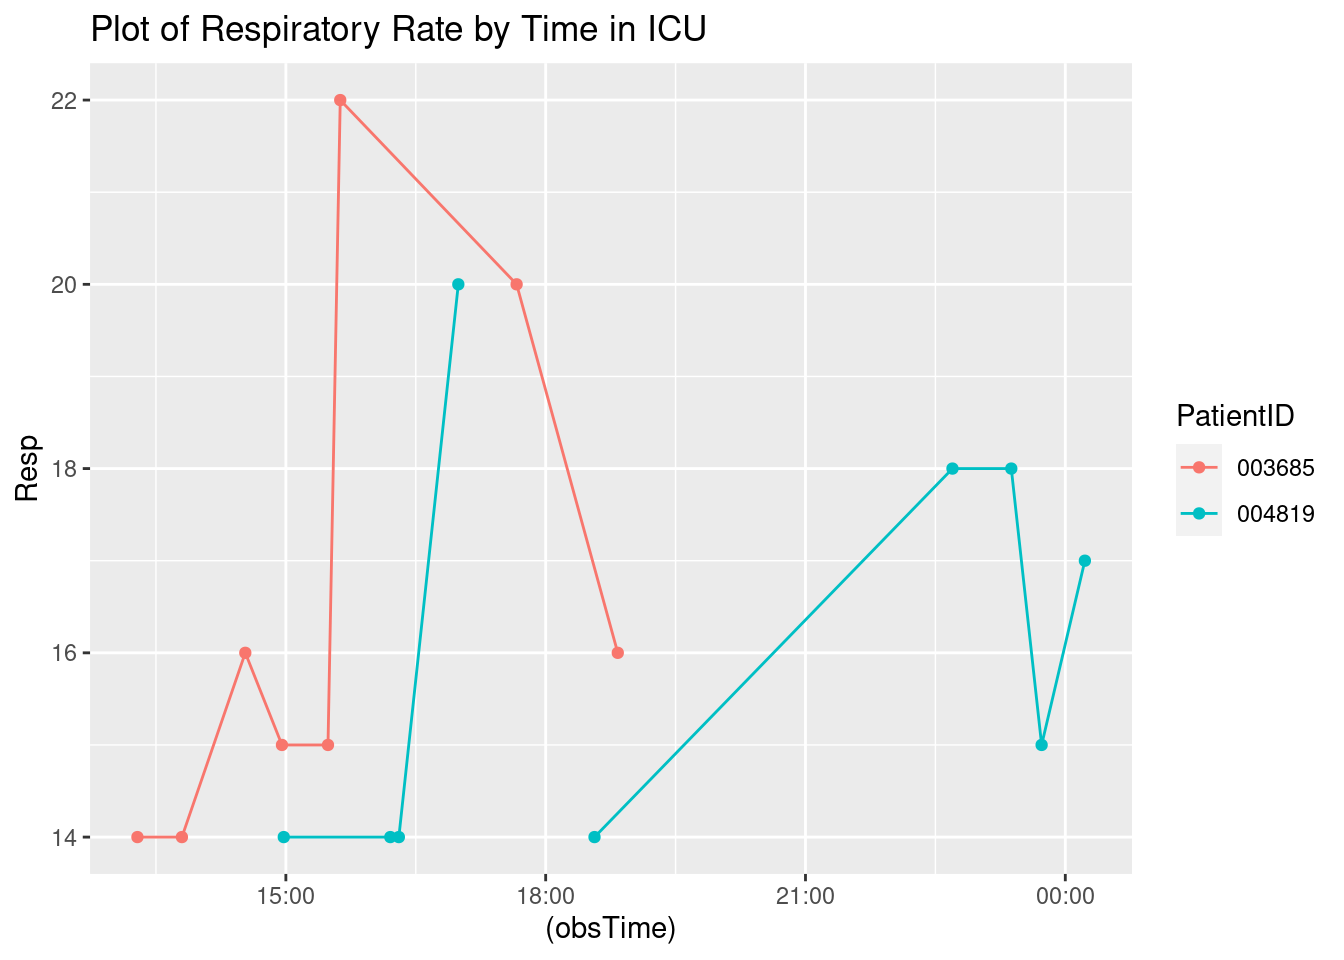 Plot of Respiratory Rate by Time in ICU
22
20
18
16
14
Resp
15:00 18:00 21:00 00:00
(obsTime)
PatientID
003685
004819